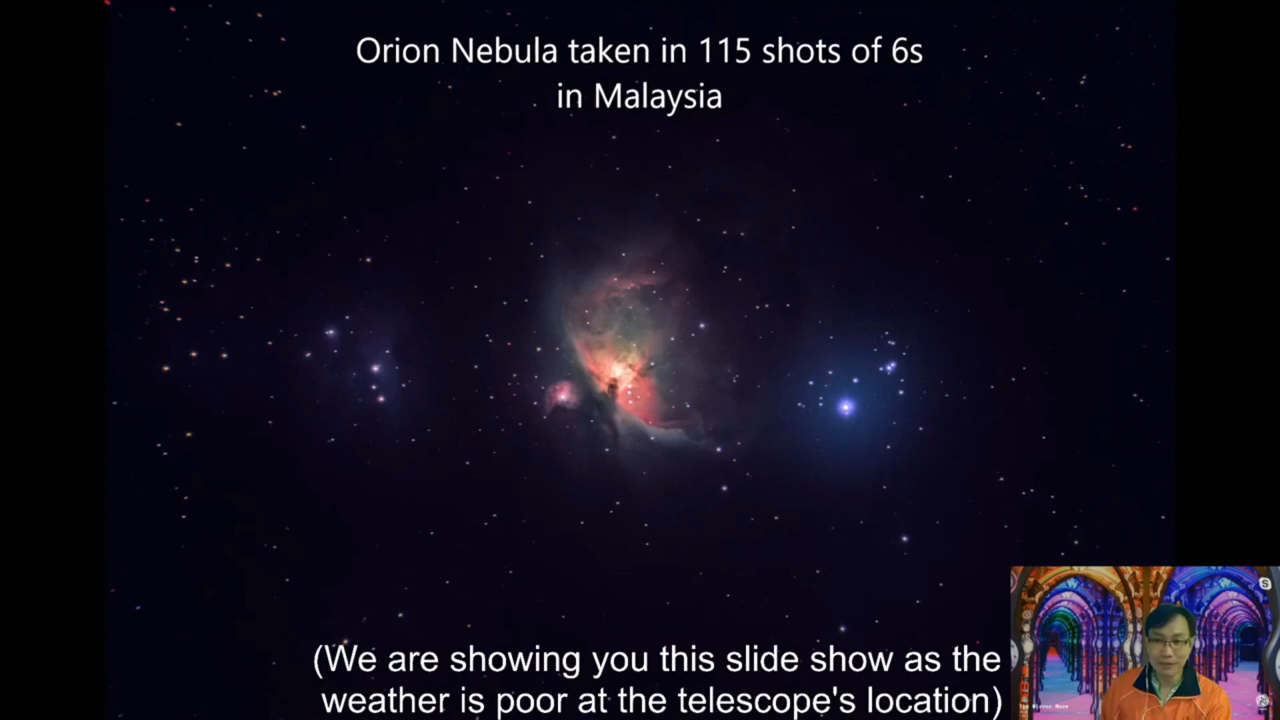 Orion Nebula taken in 115 shots of 6s
in Malaysia
(We are showing you this slide show as the
weather is poor at the telescope's location)
S